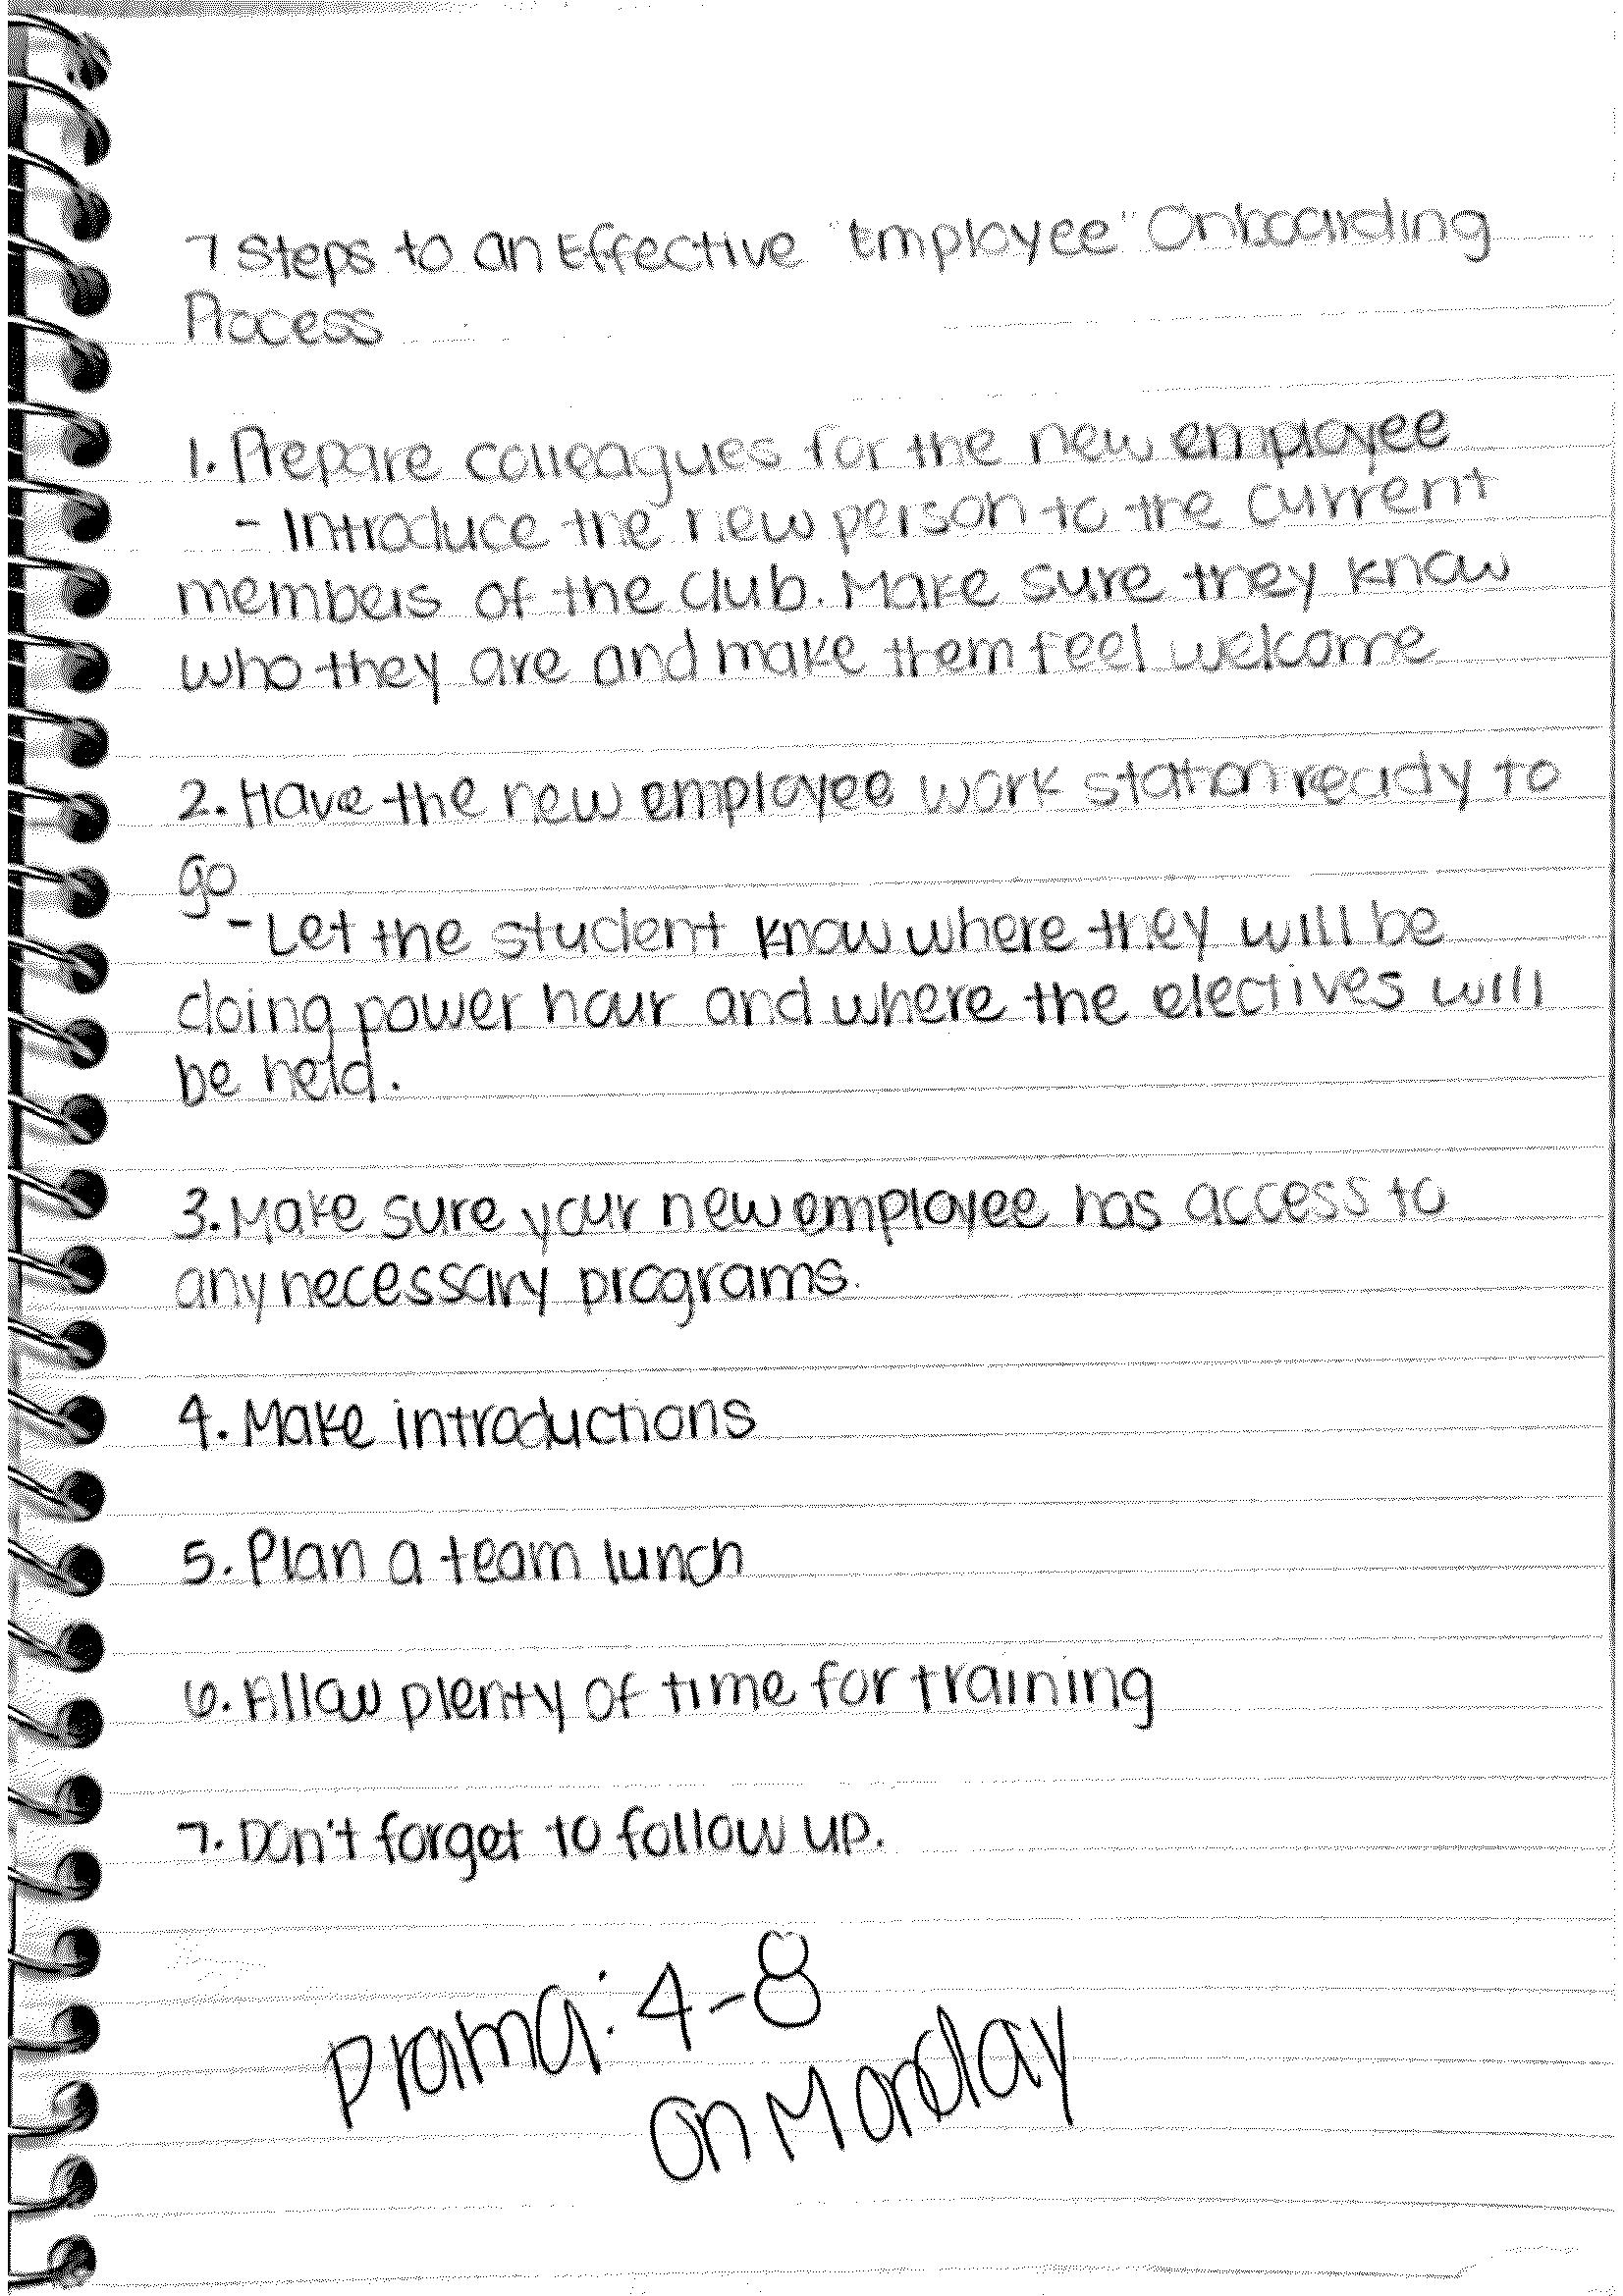 7 Steps to an Effective "Employee" Onboarding
Process
1. Prepare colleagues for the new employee
- Introduce the new person to the current
members of the club. Make sure they know
who they are and make them feel welcome
2. Have the new employee work station ready to
go
- Let the student know where they will be
doing power hour and where the electives will
be held.
3. Make sure your new employee has access to
any necessary programs.
4. Make introductions
5. Plan a team lunch
6. Allow plenty of time for training
7. Don't forget to follow up.
Drama: 4-8
on Monday